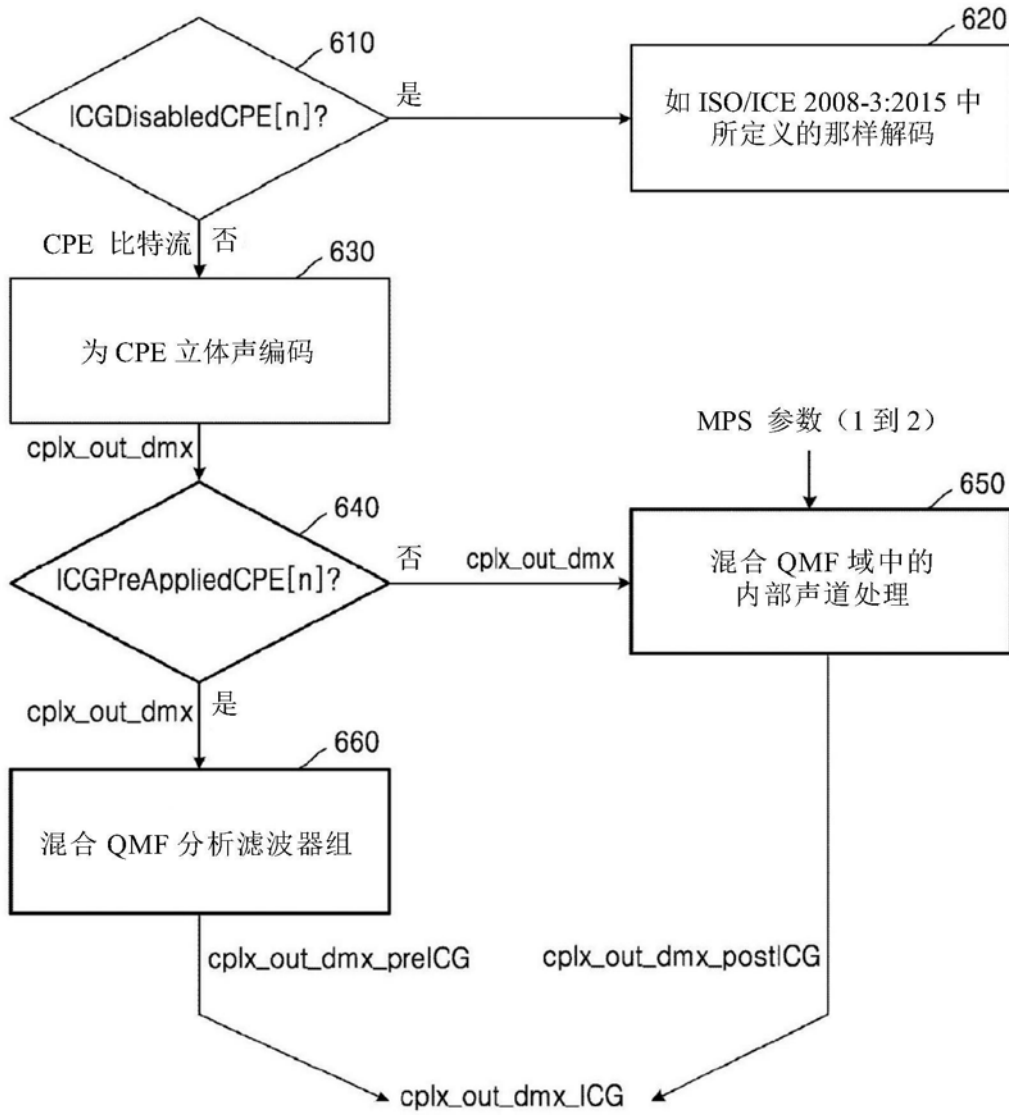 610
ICGDisabledCPE[n]?
是
620
如 ISO/ICE 2008-3:2015 中
所定义的那样解码
CPE 比特流
否
630
为 CPE 立体声编码
cplx_out_dmx
MPS 参数（1 到 2）
640
ICGPreAppliedCPE[n]?
否
cplx_out_dmx
650
混合 QMF 域中的
内部声道处理
cplx_out_dmx
是
660
混合 QMF 分析滤波器组
cplx_out_dmx_preICG
cplx_out_dmx_postICG
cplx_out_dmx_ICG